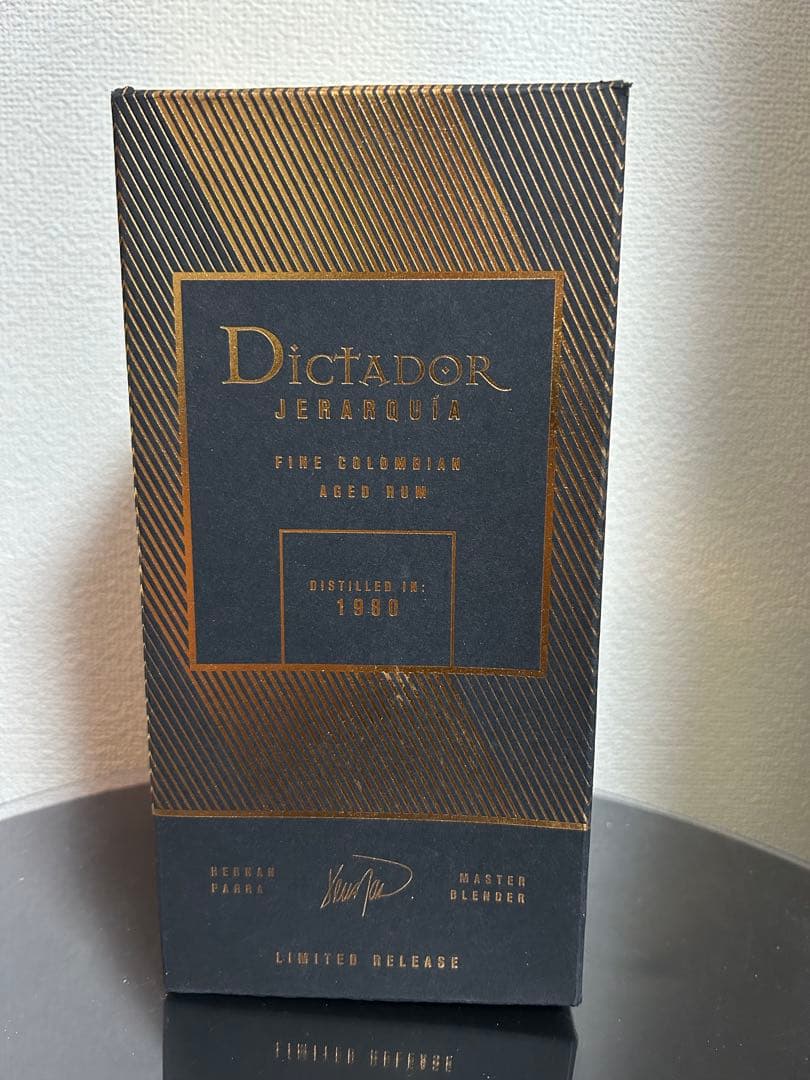 DICTADOR
JERARQUÍA
FINE COLOMBIAN
AGED RUM
DISTILLED IN:
1980
HERNAN
PARRA
MASTER
BLENDER
LIMITED RELEASE